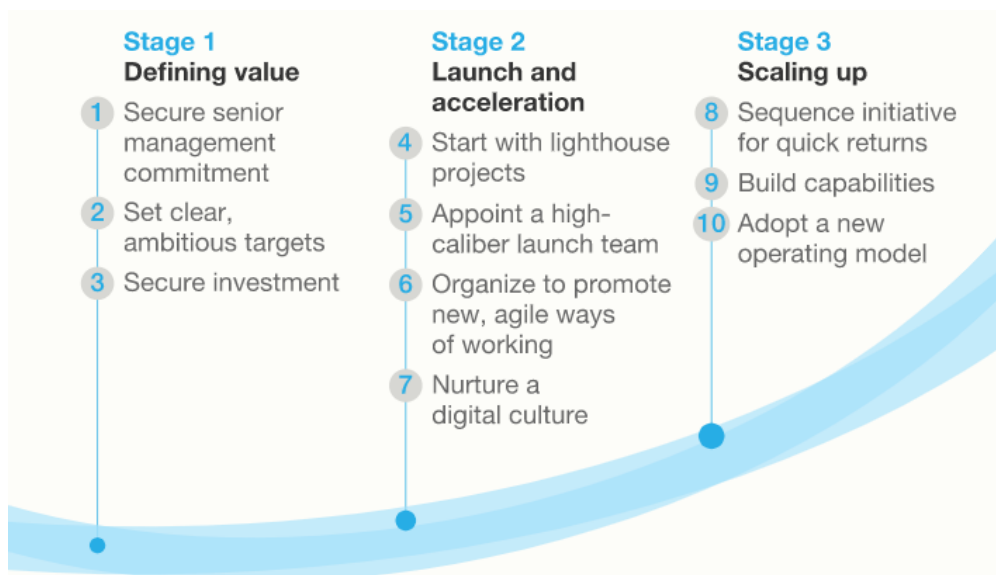 Stage 1
Defining value
1 Secure senior
management
commitment
2 Set clear,
ambitious targets
3 Secure investment
Stage 2
Launch and
acceleration
4 Start with lighthouse
projects
5 Appoint a high-
caliber launch team
6 Organize to promote
new, agile ways
of working
7 Nurture a
digital culture
Stage 3
Scaling up
8 Sequence initiative
for quick returns
9 Build capabilities
10 Adopt a new
operating model